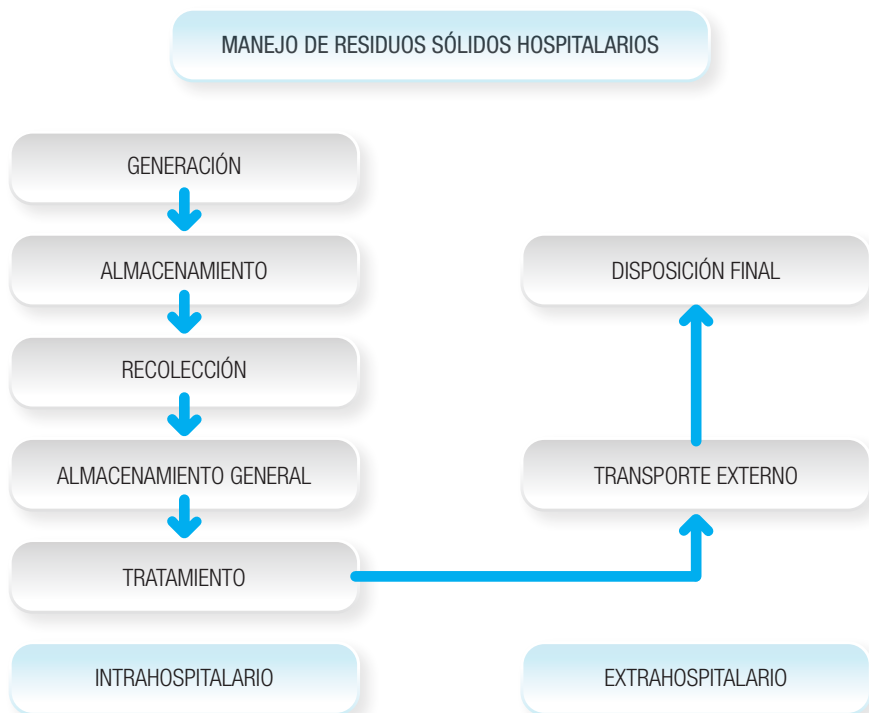 MANEJO DE RESIDUOS SÓLIDOS HOSPITALARIOS
GENERACIÓN
ALMACENAMIENTO
RECOLECCIÓN
ALMACENAMIENTO GENERAL
TRATAMIENTO
INTRAHOSPITALARIO
DISPOSICIÓN FINAL
TRANSPORTE EXTERNO
EXTRAHOSPITALARIO